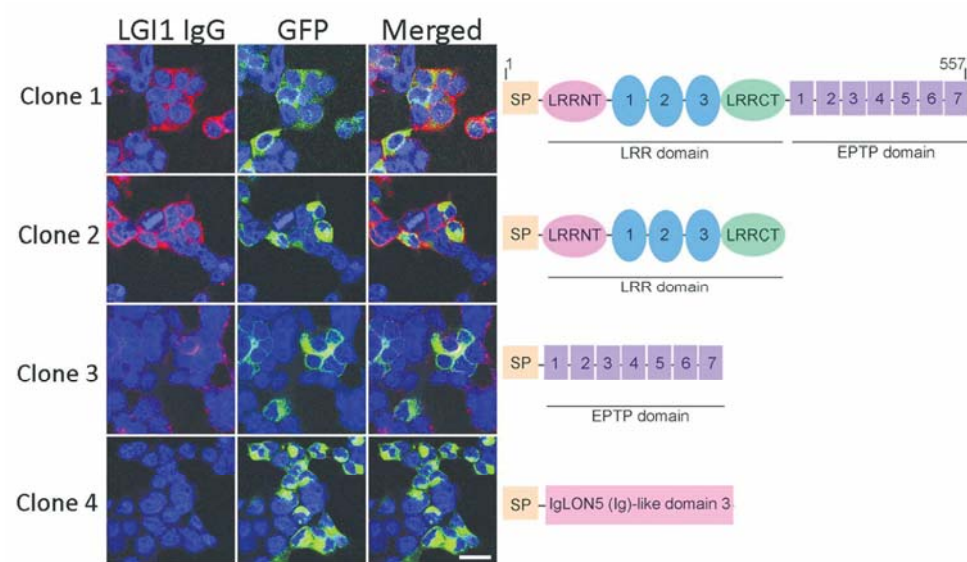 LGI1 IgG GFP Merged
Clone 1
1 557
SP LRRNT 1 2 3 LRRCT 1 2 3 4 5 6 7
LRR domain EPTP domain
Clone 2
SP LRRNT 1 2 3 LRRCT
LRR domain
Clone 3
SP 1 2 3 4 5 6 7
EPTP domain
Clone 4
SP IgLON5 (Ig)-like domain 3